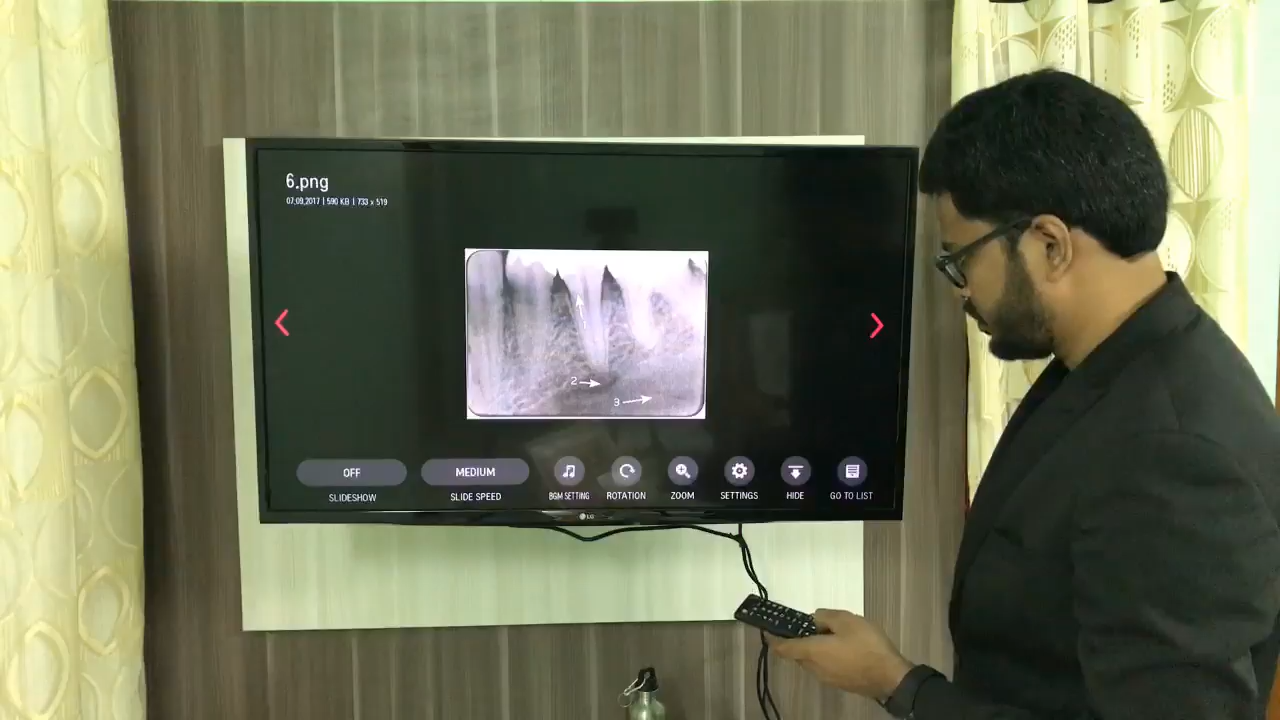 6.png
07.09.2017 | 590 KB | 733 x 519
2
3
OFF
MEDIUM
SLIDESHOW
SLIDE SPEED
BGM SETTING
ROTATION
ZOOM
SETTINGS
HIDE
GO TO LIST
LG